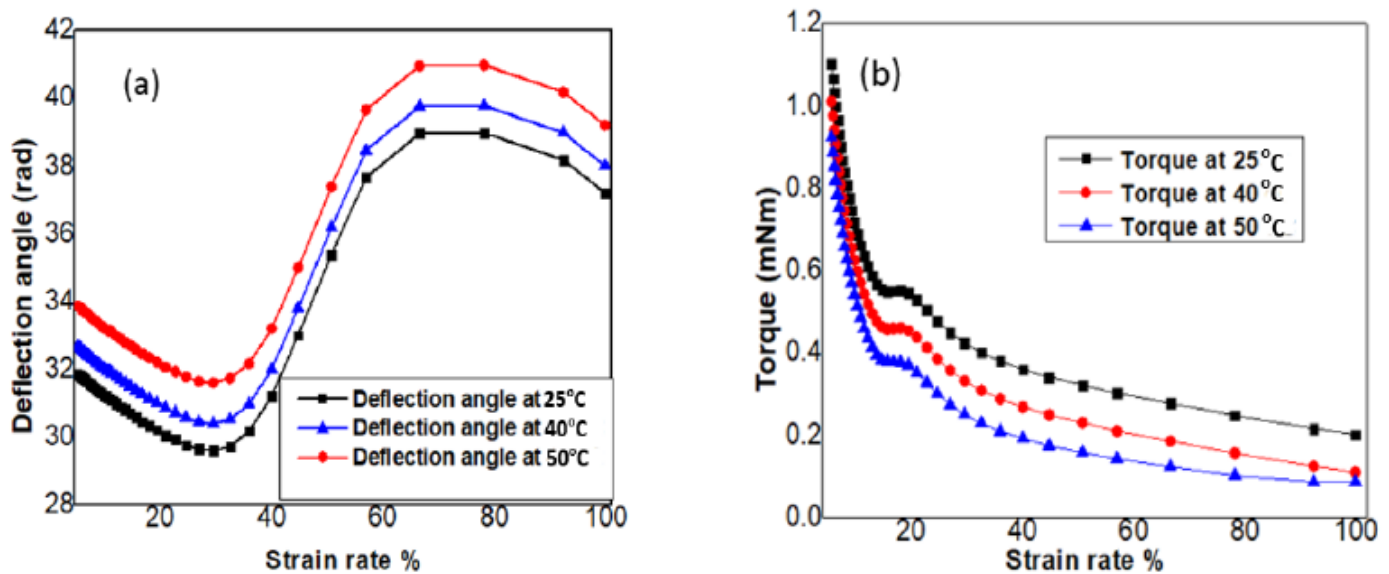 (a)
42
40
38
36
34
32
30
28
Deflection angle (rad)
Deflection angle at 25°C
Deflection angle at 40°C
Deflection angle at 50°C
20 40 60 80 100
Strain rate %
(b)
1.2
1.0
0.8
0.6
0.4
0.2
0.0
Torque (mNm)
Torque at 25°C
Torque at 40°C
Torque at 50°C
20 40 60 80 100
Strain rate %